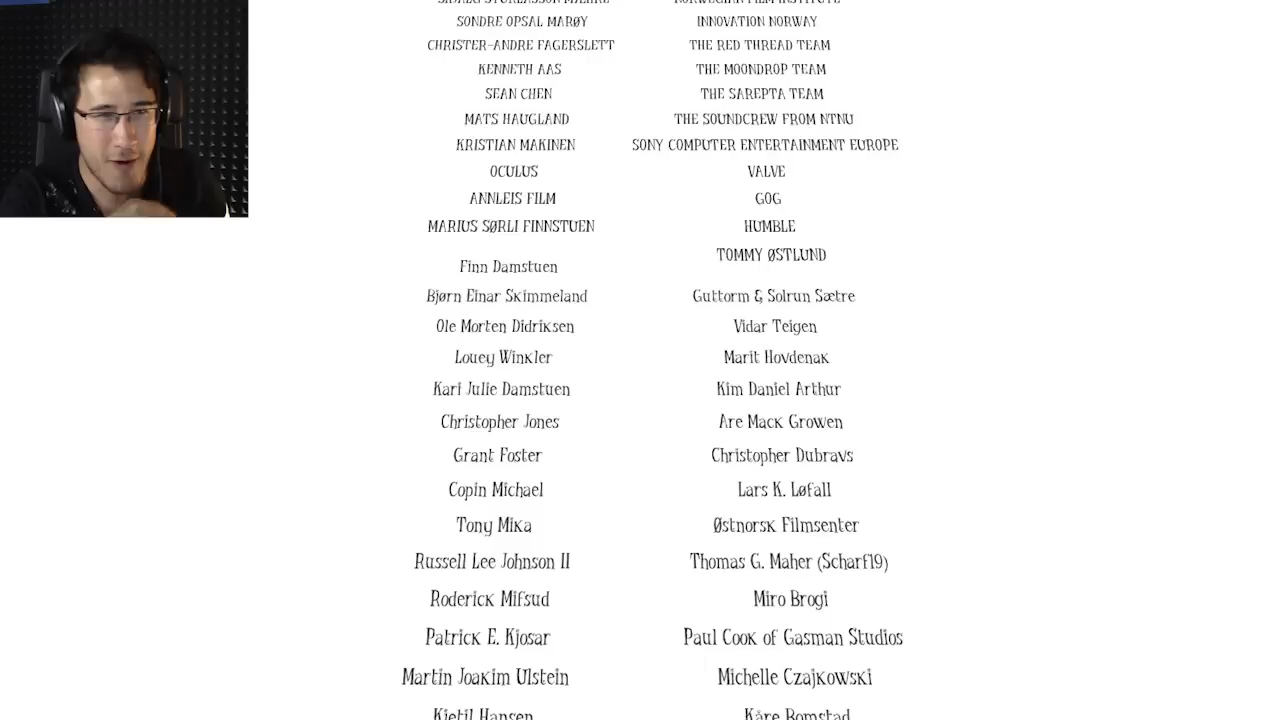 SONDRE OPSAL MARØY
INNOVATION NORWAY
CHRISTER-ANDRE FAGERSLETT
THE RED THREAD TEAM
KENNETH AAS
THE MOONDROP TEAM
SEAN CHEN
THE SAREPTA TEAM
MATS HAUGLAND
THE SOUNDCREW FROM NTNU
KRISTIAN MAKINEN
SONY COMPUTER ENTERTAINMENT EUROPE
OCULUS
VALVE
ANNLEIS FILM
GOG
MARIUS SØRLI FINNSTUEN
HUMBLE
TOMMY ØSTLUND
Finn Damstuen
Bjørn Einar Skimmeland
Guttorm & Solrun Sætre
Ole Morten Didriksen
Vidar Teigen
Louey Winkler
Marit Hovdenak
Kari Julie Damstuen
Kim Daniel Arthur
Christopher Jones
Are Mack Growen
Grant Foster
Christopher Dubravs
Copin Michael
Lars K. Løfall
Tony Mika
Østnorsk Filmsenter
Russell Lee Johnson II
Thomas G. Maher (Scharf19)
Roderick Mifsud
Miro Brogi
Patrick E. Kjosar
Paul Cook of Gasman Studios
Martin Joakim Ulstein
Michelle Czajkowski
Kjetil Hansen
Kåre Bomstad